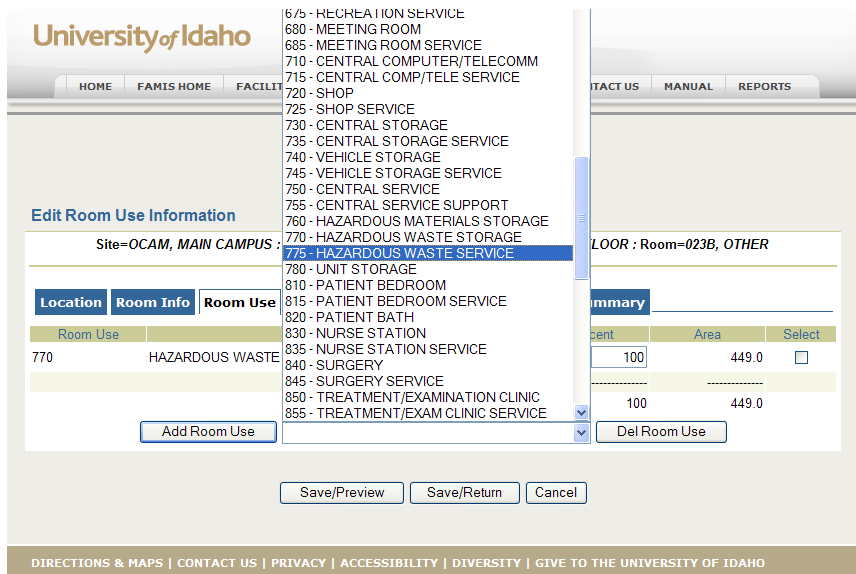 University of Idaho
HOME
FAMIS HOME
FACILIT
TACT US
MANUAL
REPORTS
675 - RECREATION SERVICE
680 - MEETING ROOM
685 - MEETING ROOM SERVICE
710 - CENTRAL COMPUTER/TELECOMM
715 - CENTRAL COMP/TELE SERVICE
720 - SHOP
725 - SHOP SERVICE
730 - CENTRAL STORAGE
735 - CENTRAL STORAGE SERVICE
740 - VEHICLE STORAGE
745 - VEHICLE STORAGE SERVICE
750 - CENTRAL SERVICE
755 - CENTRAL SERVICE SUPPORT
760 - HAZARDOUS MATERIALS STORAGE
770 - HAZARDOUS WASTE STORAGE
775 - HAZARDOUS WASTE SERVICE
780 - UNIT STORAGE
810 - PATIENT BEDROOM
815 - PATIENT BEDROOM SERVICE
820 - PATIENT BATH
830 - NURSE STATION
835 - NURSE STATION SERVICE
840 - SURGERY
845 - SURGERY SERVICE
850 - TREATMENT/EXAMINATION CLINIC
855 - TREATMENT/EXAM CLINIC SERVICE
Edit Room Use Information
Site=OCAM, MAIN CAMPUS : LOOR : Room=023B, OTHER
Location Room Info Room Use mmary
Room Use cent Area Select
770 HAZARDOUS WASTE 100 449.0
--------------- ---------------
100 449.0
Add Room Use Del Room Use
Save/Preview Save/Return Cancel
DIRECTIONS & MAPS | CONTACT US | PRIVACY | ACCESSIBILITY | DIVERSITY | GIVE TO THE UNIVERSITY OF IDAHO